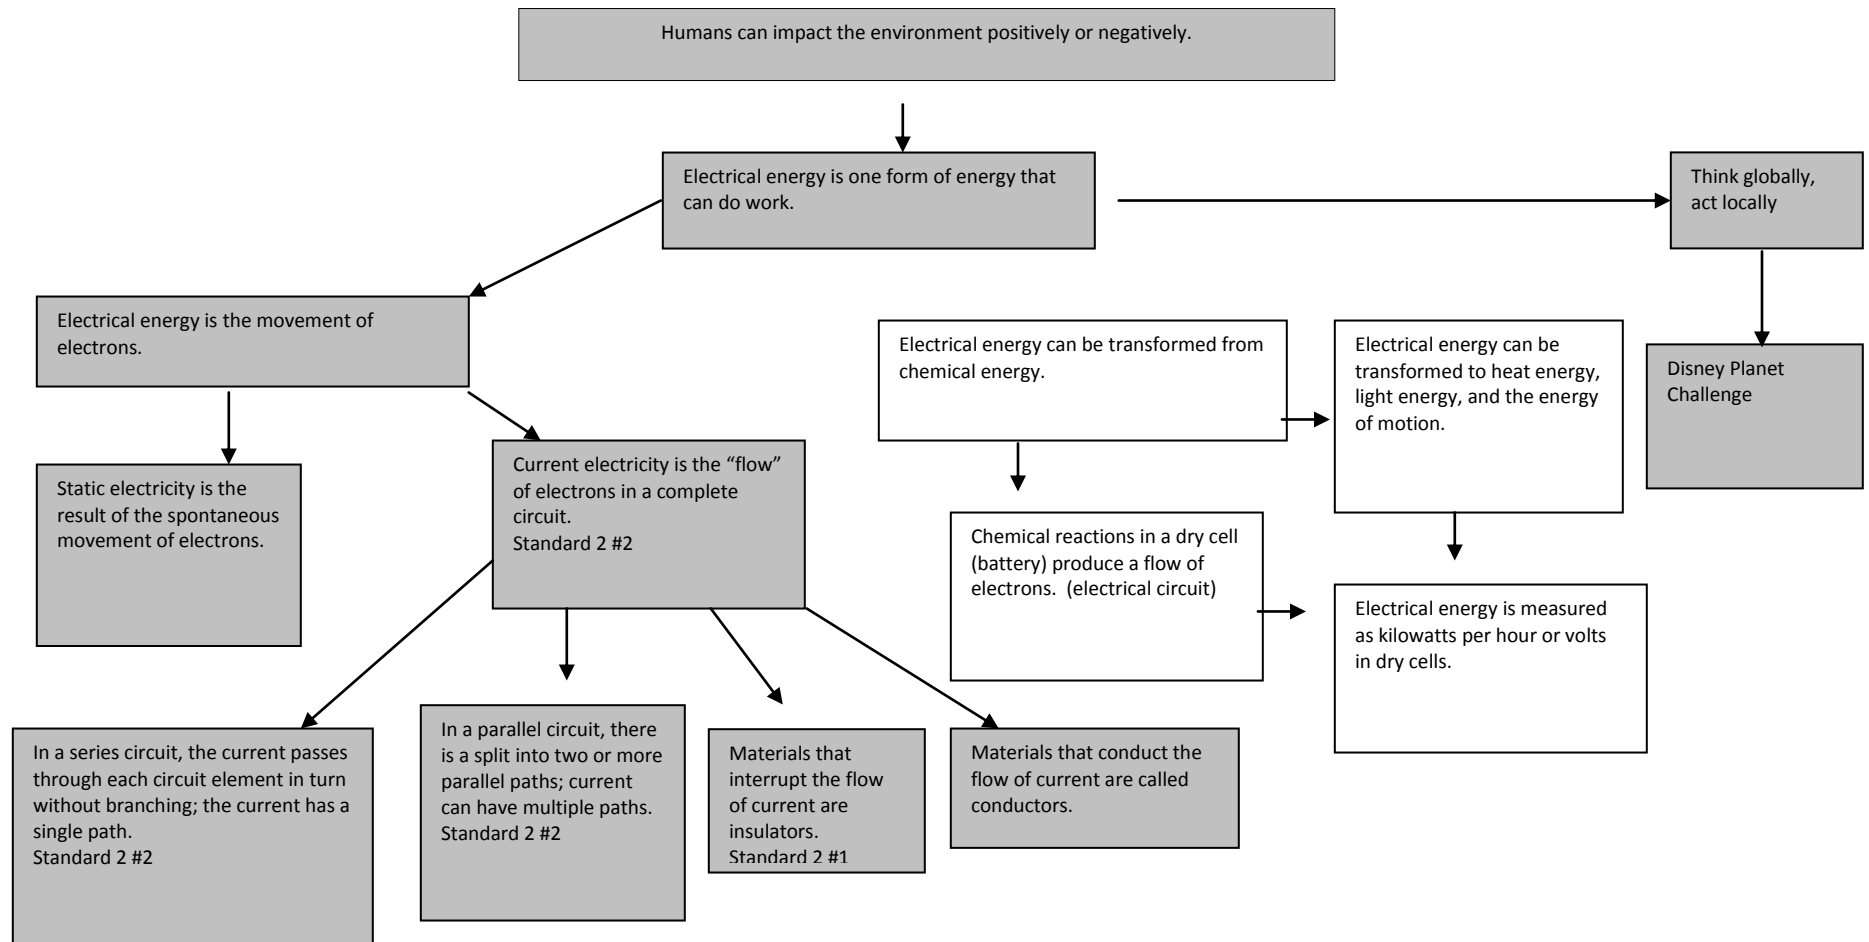 Humans can impact the environment positively or negatively.
Electrical energy is one form of energy that
can do work.
Think globally,
act locally
Electrical energy is the movement of
electrons.
Electrical energy can be transformed from
chemical energy.
Electrical energy can be
transformed to heat energy,
light energy, and the energy
of motion.
Disney Planet
Challenge
Static electricity is the
result of the spontaneous
movement of electrons.
Current electricity is the “flow”
of electrons in a complete
circuit.
Standard 2 #2
Chemical reactions in a dry cell
(battery) produce a flow of
electrons.  (electrical circuit)
Electrical energy is measured
as kilowatts per hour or volts
in dry cells.
In a series circuit, the current passes
through each circuit element in turn
without branching; the current has a
single path.
Standard 2 #2
In a parallel circuit, there
is a split into two or more
parallel paths; current
can have multiple paths.
Standard 2 #2
Materials that
interrupt the flow
of current are
insulators.
Standard 2 #1
Materials that conduct the
flow of current are called
conductors.